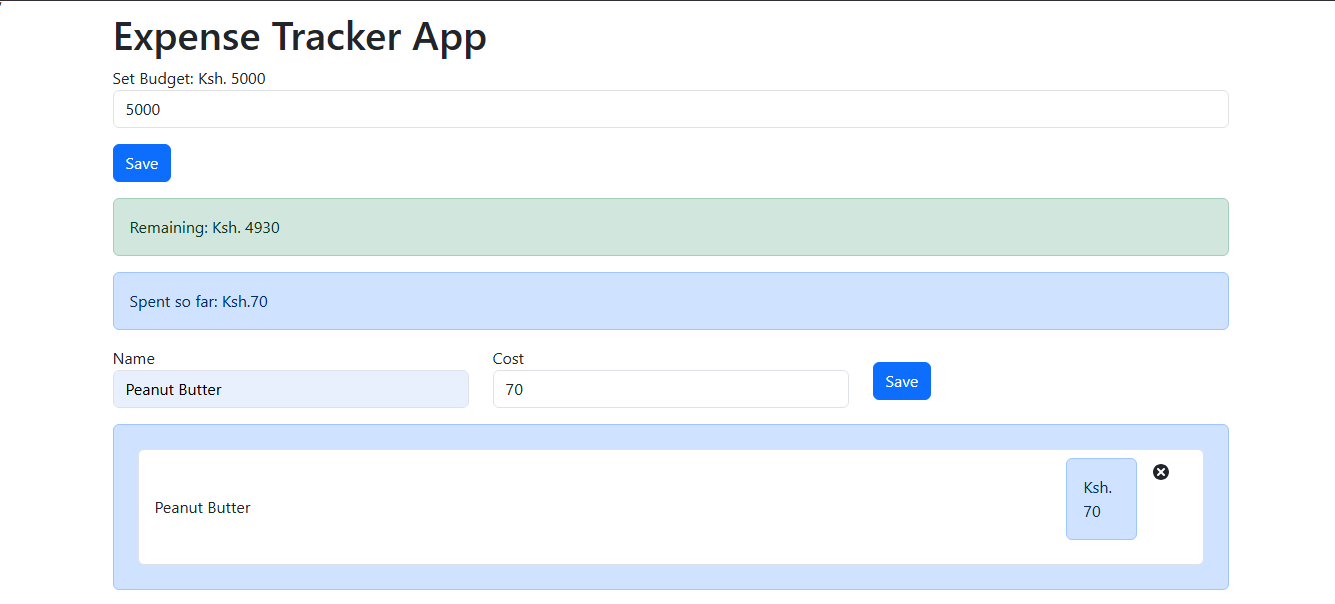 Expense Tracker App
Set Budget: Ksh. 5000
5000
Save
Remaining: Ksh. 4930
Spent so far: Ksh.70
Name
Cost
Peanut Butter
70
Save
Peanut Butter
Ksh.
70